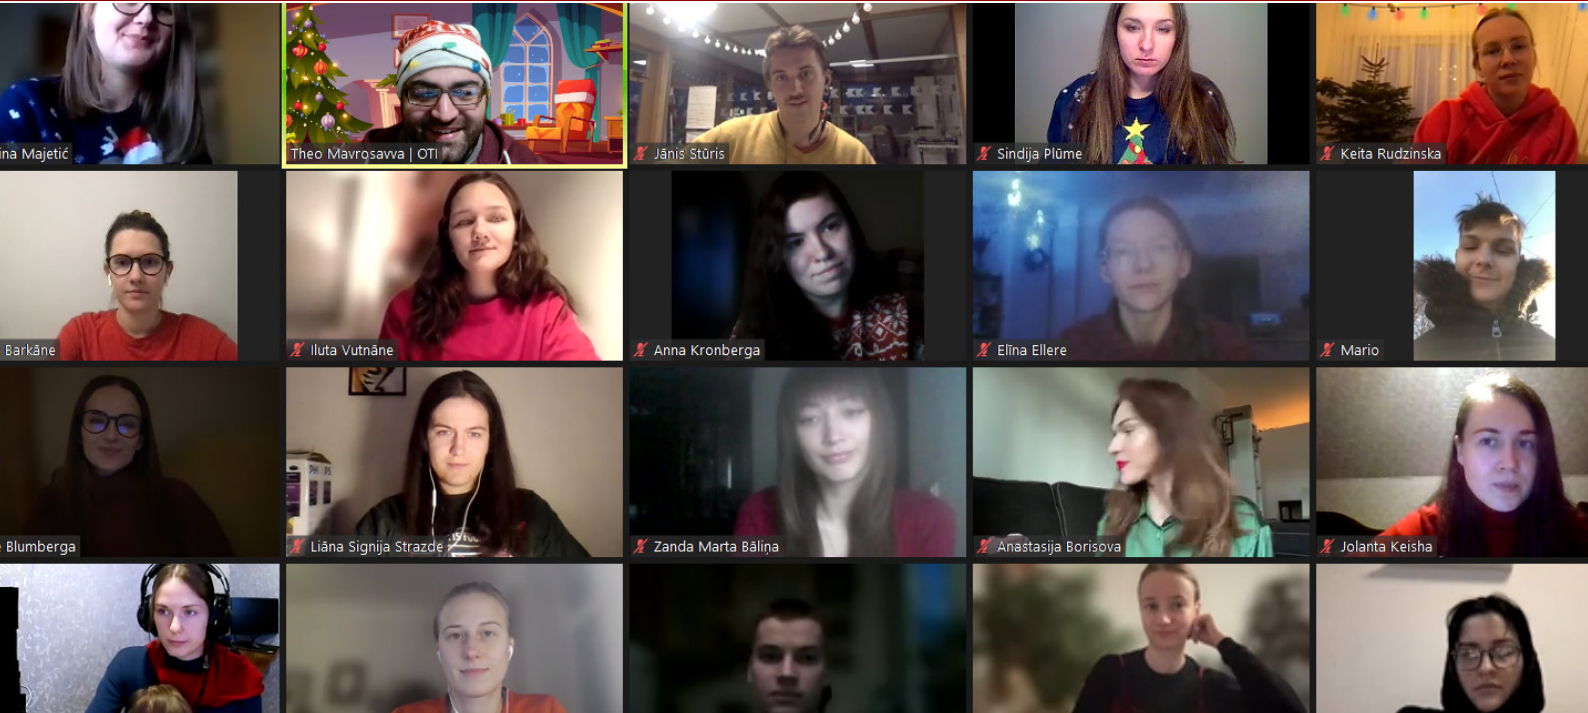 ina Majetić
Theo Mavrosavva | OTI
Jānis Stūris
Sindija Plūme
Keita Rudzinska
Barkāne
Iluta Vutnāne
Anna Kronberga
Elīna Ellere
Mario
Blumberga
PHILIPS
Liāna Signija Strazde
Zanda Marta Bāliņa
Anastasija Borisova
Jolanta Keisha